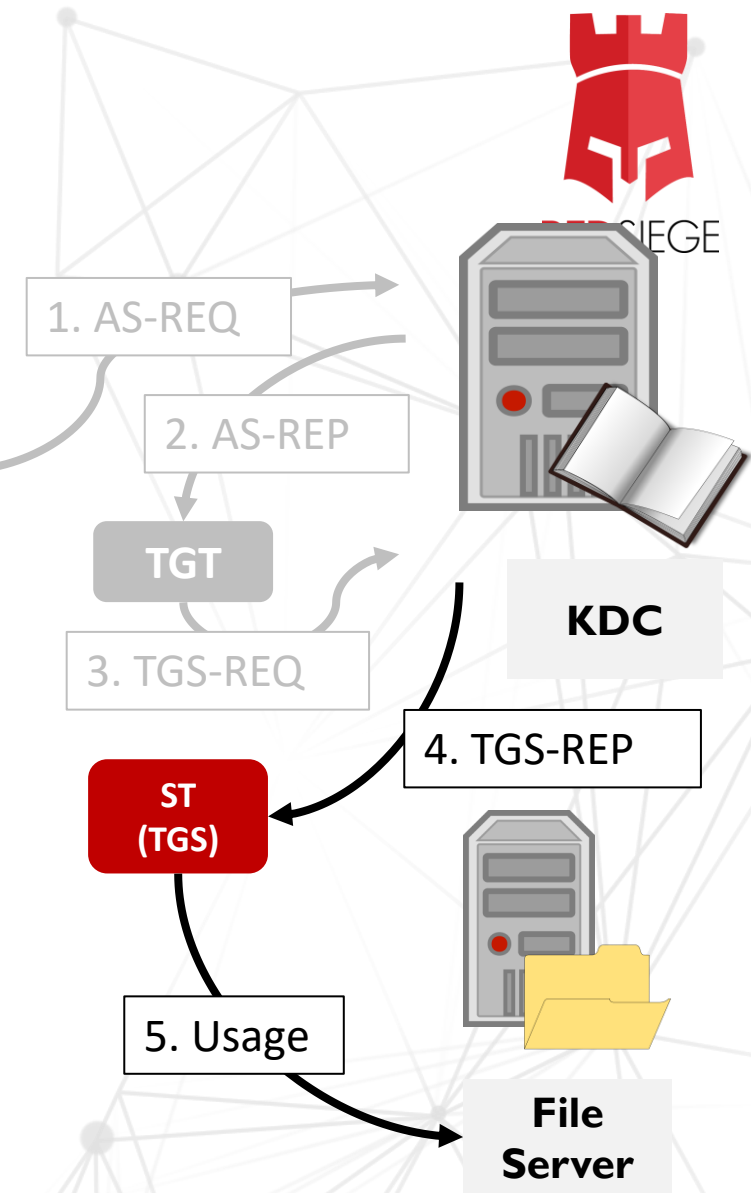 SIEGE
1. AS-REQ
2. AS-REP
TGT
KDC
3. TGS-REQ
4. TGS-REP
ST
(TGS)
5. Usage
File
Server